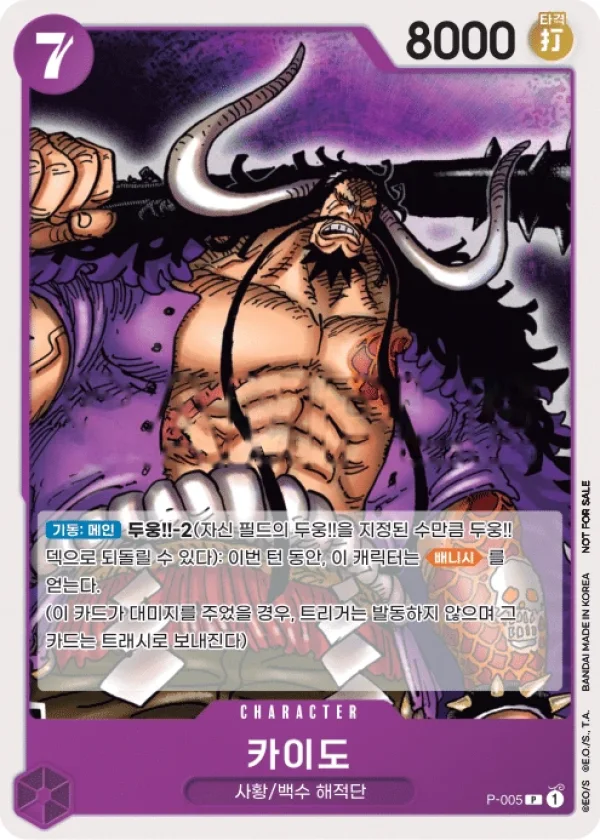 7
8000
타격
打
기동: 메인 두웅!!-2(자신 필드의 두웅!!을 지정된 수만큼 두웅!!
덱으로 되돌릴 수 있다): 이번 턴 동안, 이 캐릭터는 배니시 를
얻는다.
(이 카드가 대미지를 주었을 경우, 트리거는 발동하지 않으며 그
카드는 트래시로 보내진다)
CHARACTER
카이도
사황/백수 해적단
P-005 P 1
©EO/S ©E.O./S., T.A. BANDAI MADE IN KOREA NOT FOR SALE